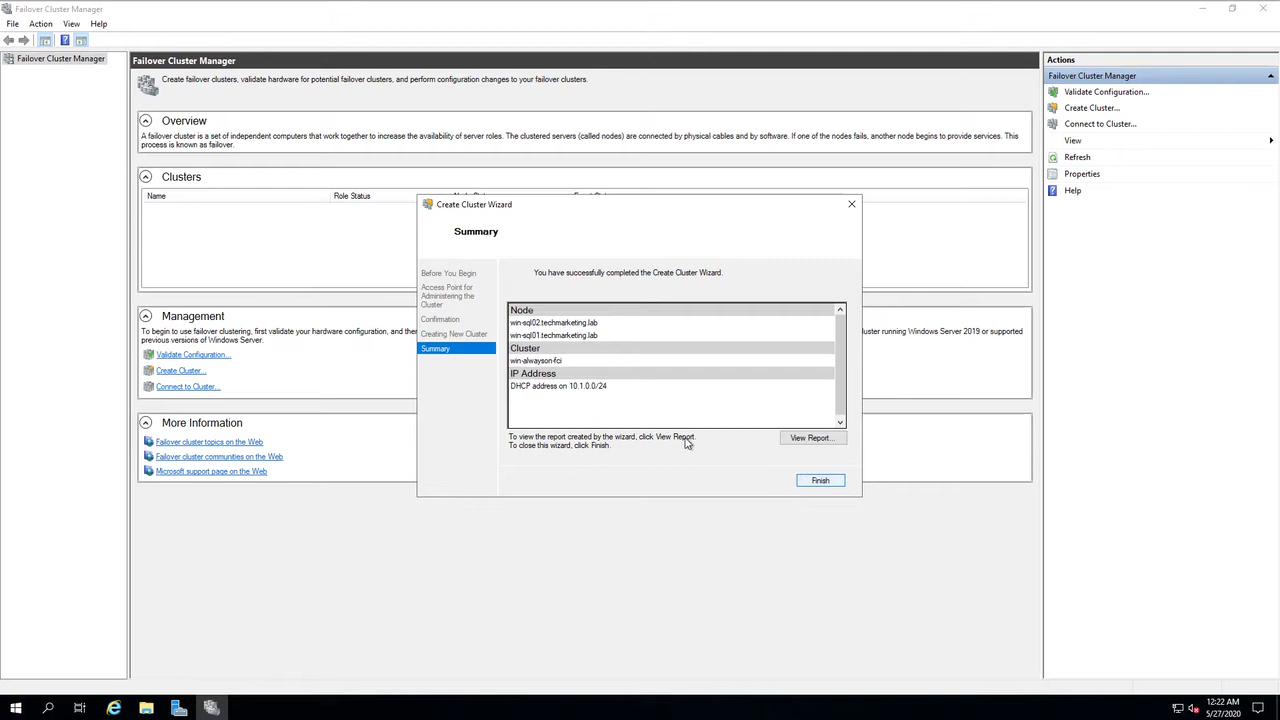 Failover Cluster Manager
File Action View Help
Failover Cluster Manager
Failover Cluster Manager
Create failover clusters, validate hardware for potential failover clusters, and perform configuration changes to your failover clusters.
Overview
A failover cluster is a set of independent computers that work together to increase the availability of server roles. The clustered servers (called nodes) are connected by physical cables and by software. If one of the nodes fails, another node begins to provide services. This
process is known as failover.
Clusters
Name Role Status
Management
To begin to use failover clustering, first validate your hardware configuration, and then
previous versions of Windows Server.
cluster running Windows Server 2019 or supported
Validate Configuration...
Create Cluster...
Connect to Cluster...
More Information
Failover cluster topics on the Web
Failover cluster communities on the Web
Microsoft support page on the Web
Create Cluster Wizard
Summary
Before You Begin
Access Point for
Administering the
Cluster
Confirmation
Creating New Cluster
Summary
You have successfully completed the Create Cluster Wizard.
Node
win-sql02.techmarketing.lab
win-sql01.techmarketing.lab
Cluster
win-alwayson-fci
IP Address
DHCP address on 10.1.0.0/24
To view the report created by the wizard, click View Report.
To close this wizard, click Finish.
View Report...
Finish
Actions
Failover Cluster Manager
Validate Configuration...
Create Cluster...
Connect to Cluster...
View
Refresh
Properties
Help
12:22 AM
5/27/2020